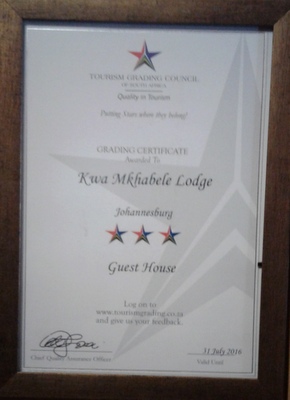 TOURISM GRADING COUNCIL
OF SOUTH AFRICA
Quality in Tourism
Putting Stars where they belong!
GRADING CERTIFICATE
Awarded To
Kwa Mkhabele Lodge
Johannesburg
Guest House
Log on to
www.tourismgrading.co.za
and give us your feedback.
Chief Quality Assurance Officer
31 July 2016
Valid Until